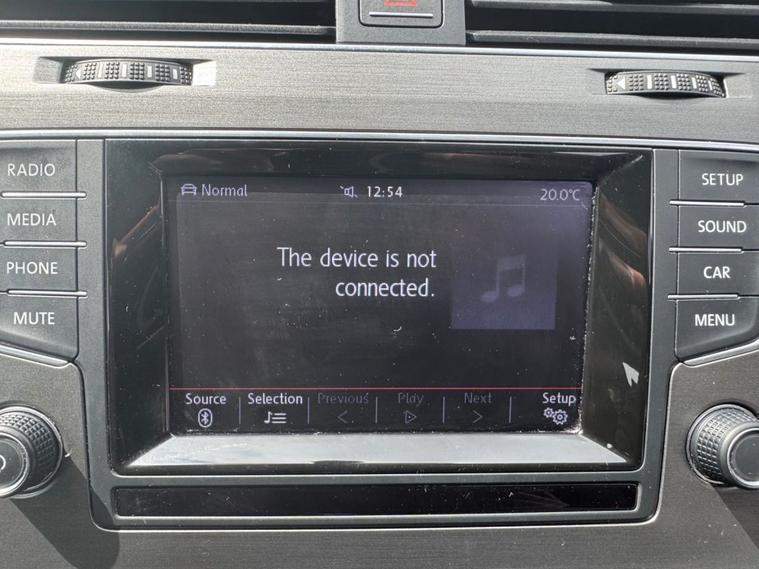 RADIO
MEDIA
PHONE
MUTE
Normal
12:54
20.0°C
The device is not
connected.
Source
Selection
Previous
Play
Next
Setup
SETUP
SOUND
CAR
MENU